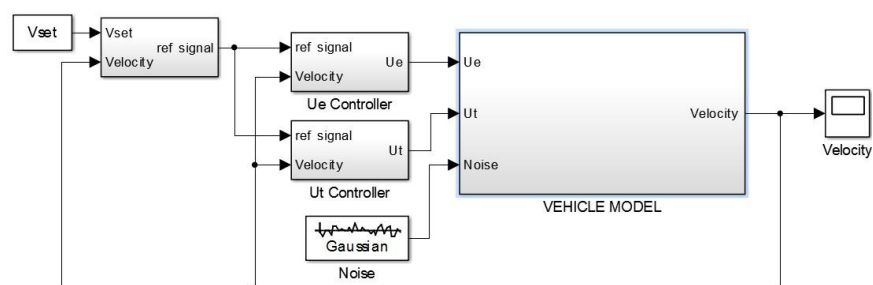 Vset
Vset
Velocity
ref signal
ref signal
Velocity
Ue
Ue Controller
ref signal
Velocity
Ut
Ut Controller
Gaussian
Noise
Ue
Ut
Noise
Velocity
VEHICLE MODEL
Velocity